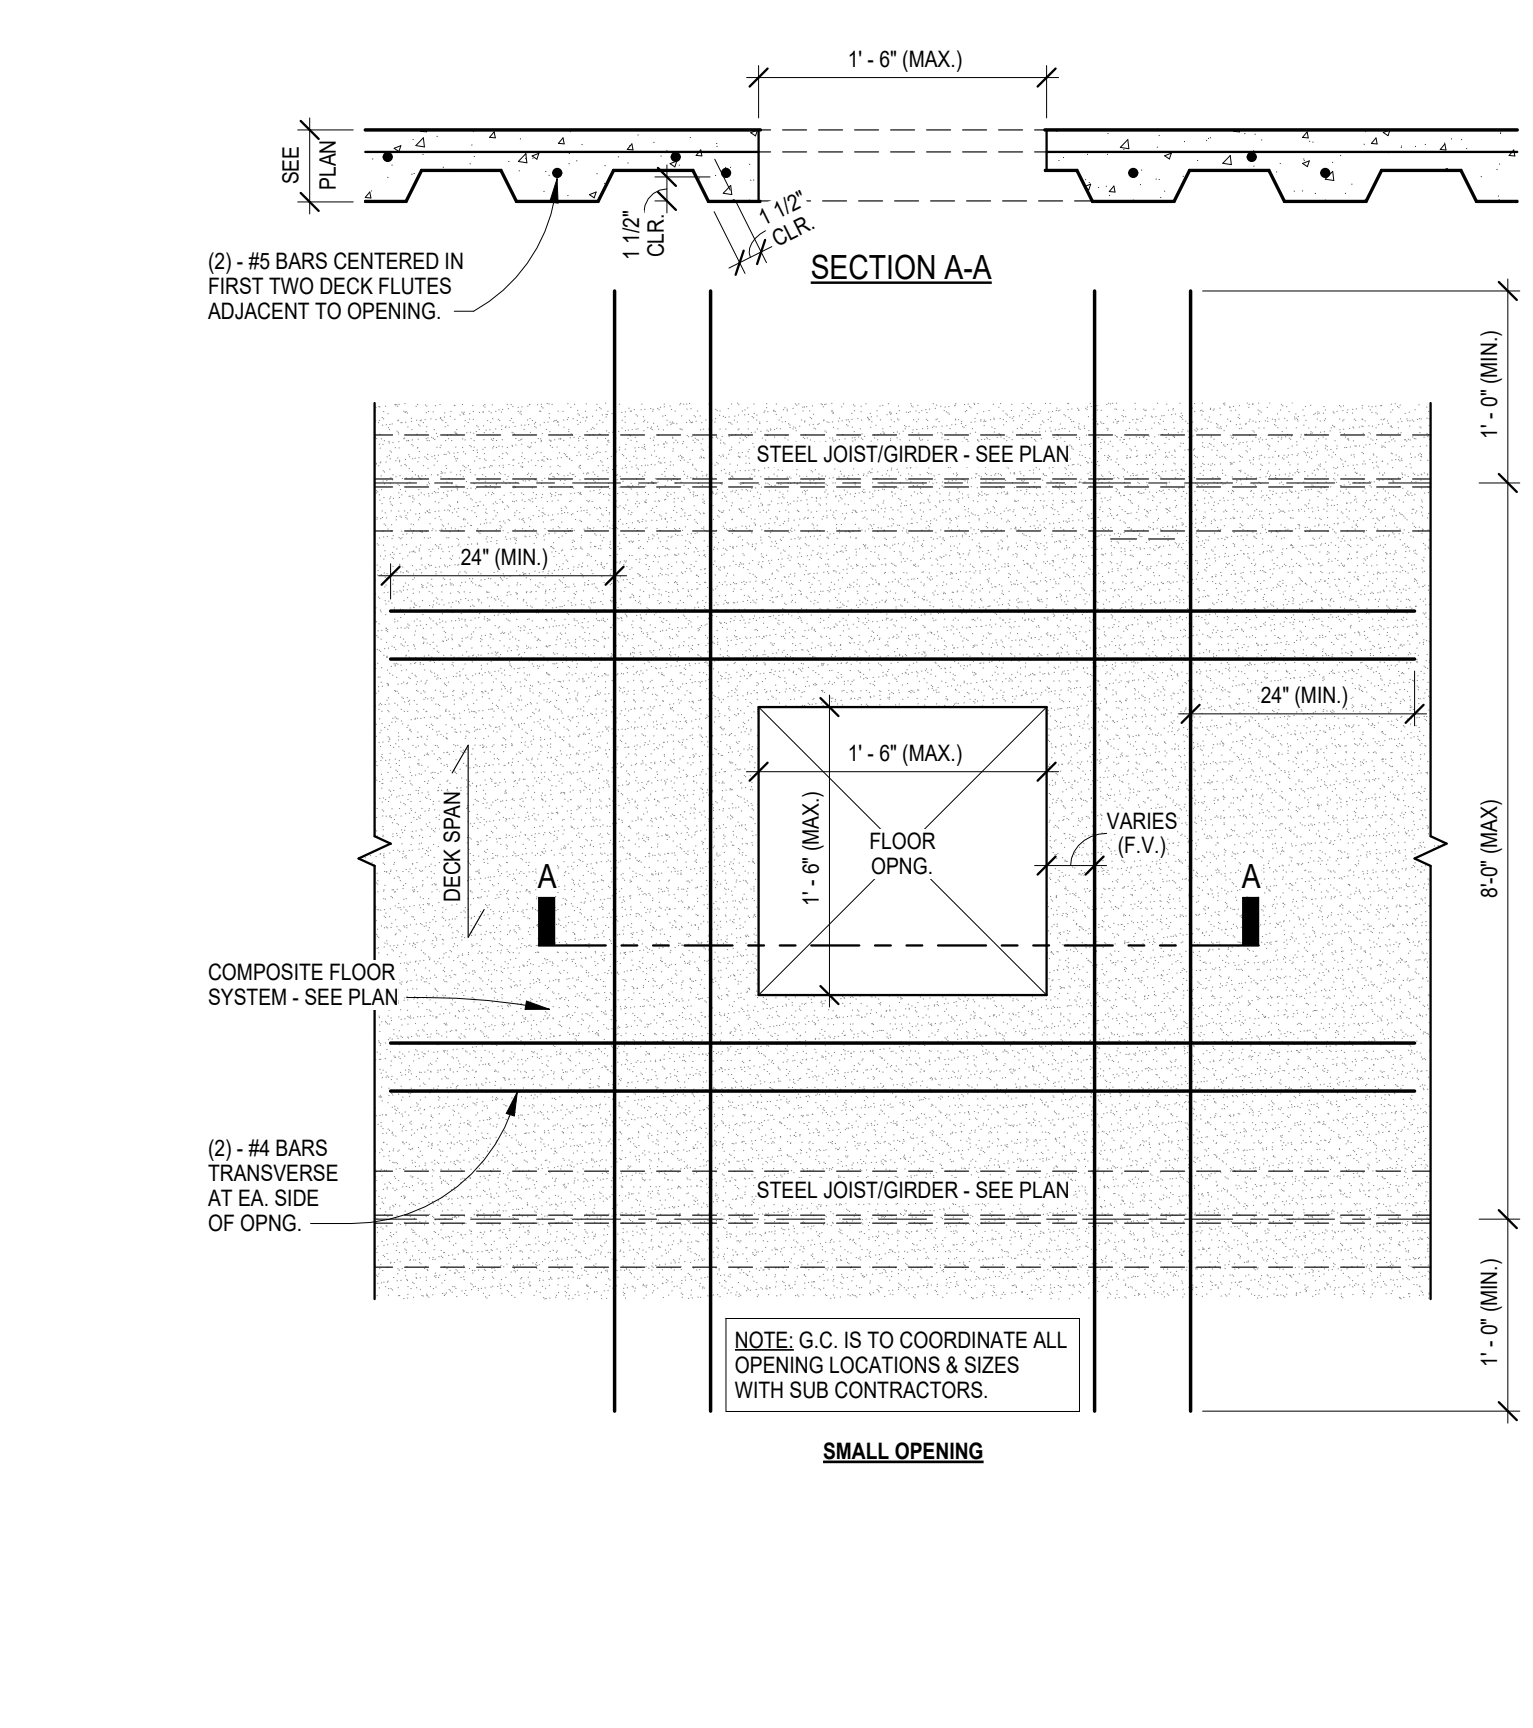 1' - 6" (MAX.)
SEE
PLAN
1 1/2"
CLR.
1 1/2"
CLR.
(2) - #5 BARS CENTERED IN
FIRST TWO DECK FLUTES
ADJACENT TO OPENING.
SECTION A-A
1' - 0" (MIN.)
STEEL JOIST/GIRDER - SEE PLAN
24" (MIN.)
24" (MIN.)
1' - 6" (MAX.)
1' - 6" (MAX.)
FLOOR
OPNG.
VARIES
(F.V.)
DECK SPAN
8'-0" (MAX)
A
A
COMPOSITE FLOOR
SYSTEM - SEE PLAN
(2) - #4 BARS
TRANSVERSE
AT EA. SIDE
OF OPNG.
STEEL JOIST/GIRDER - SEE PLAN
1' - 0" (MIN.)
NOTE: G.C. IS TO COORDINATE ALL
OPENING LOCATIONS & SIZES
WITH SUB CONTRACTORS.
SMALL OPENING